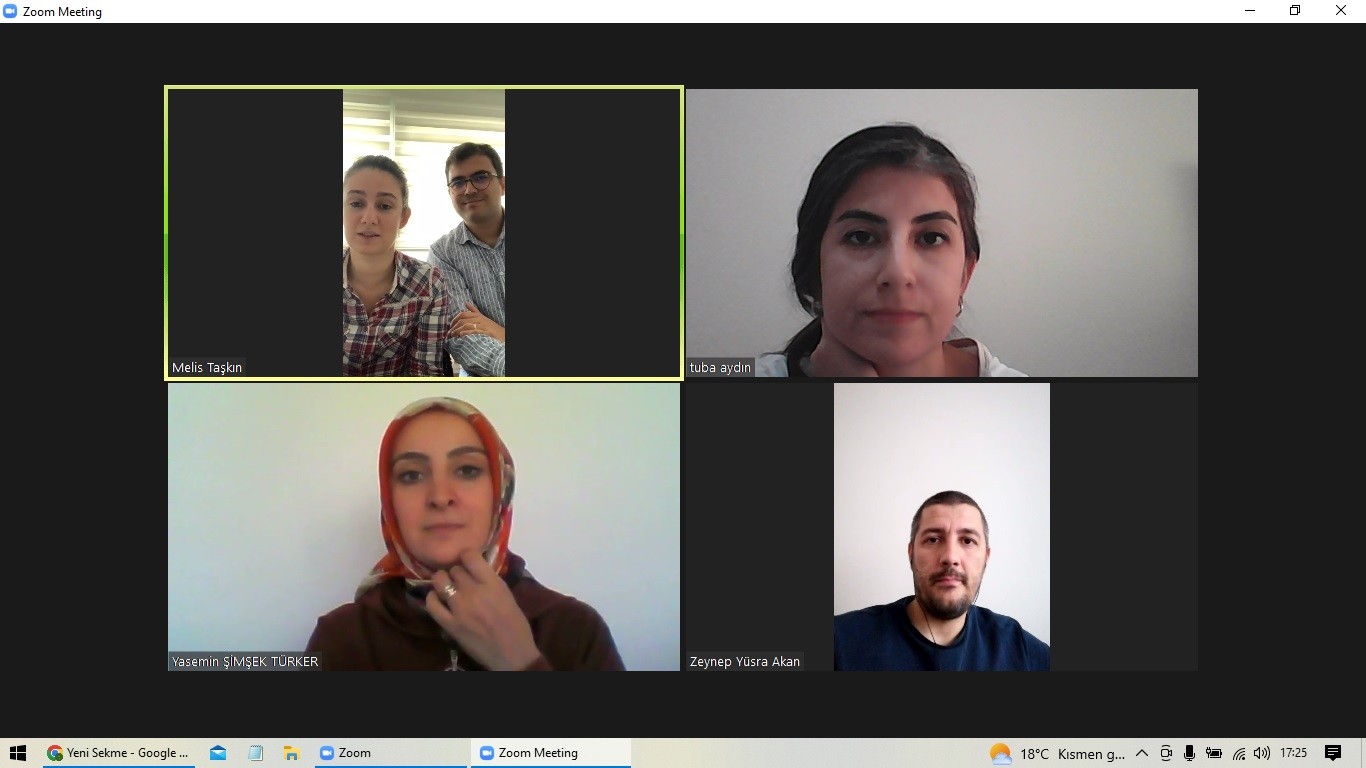 Zoom Meeting
Melis Taşkın
tuba aydın
Yasemin ŞİMŞEK TÜRKER
Zeynep Yüsra Akan
Yeni Sekme - Google ...
Zoom
Zoom Meeting
18°C Kısmen g...
17:25